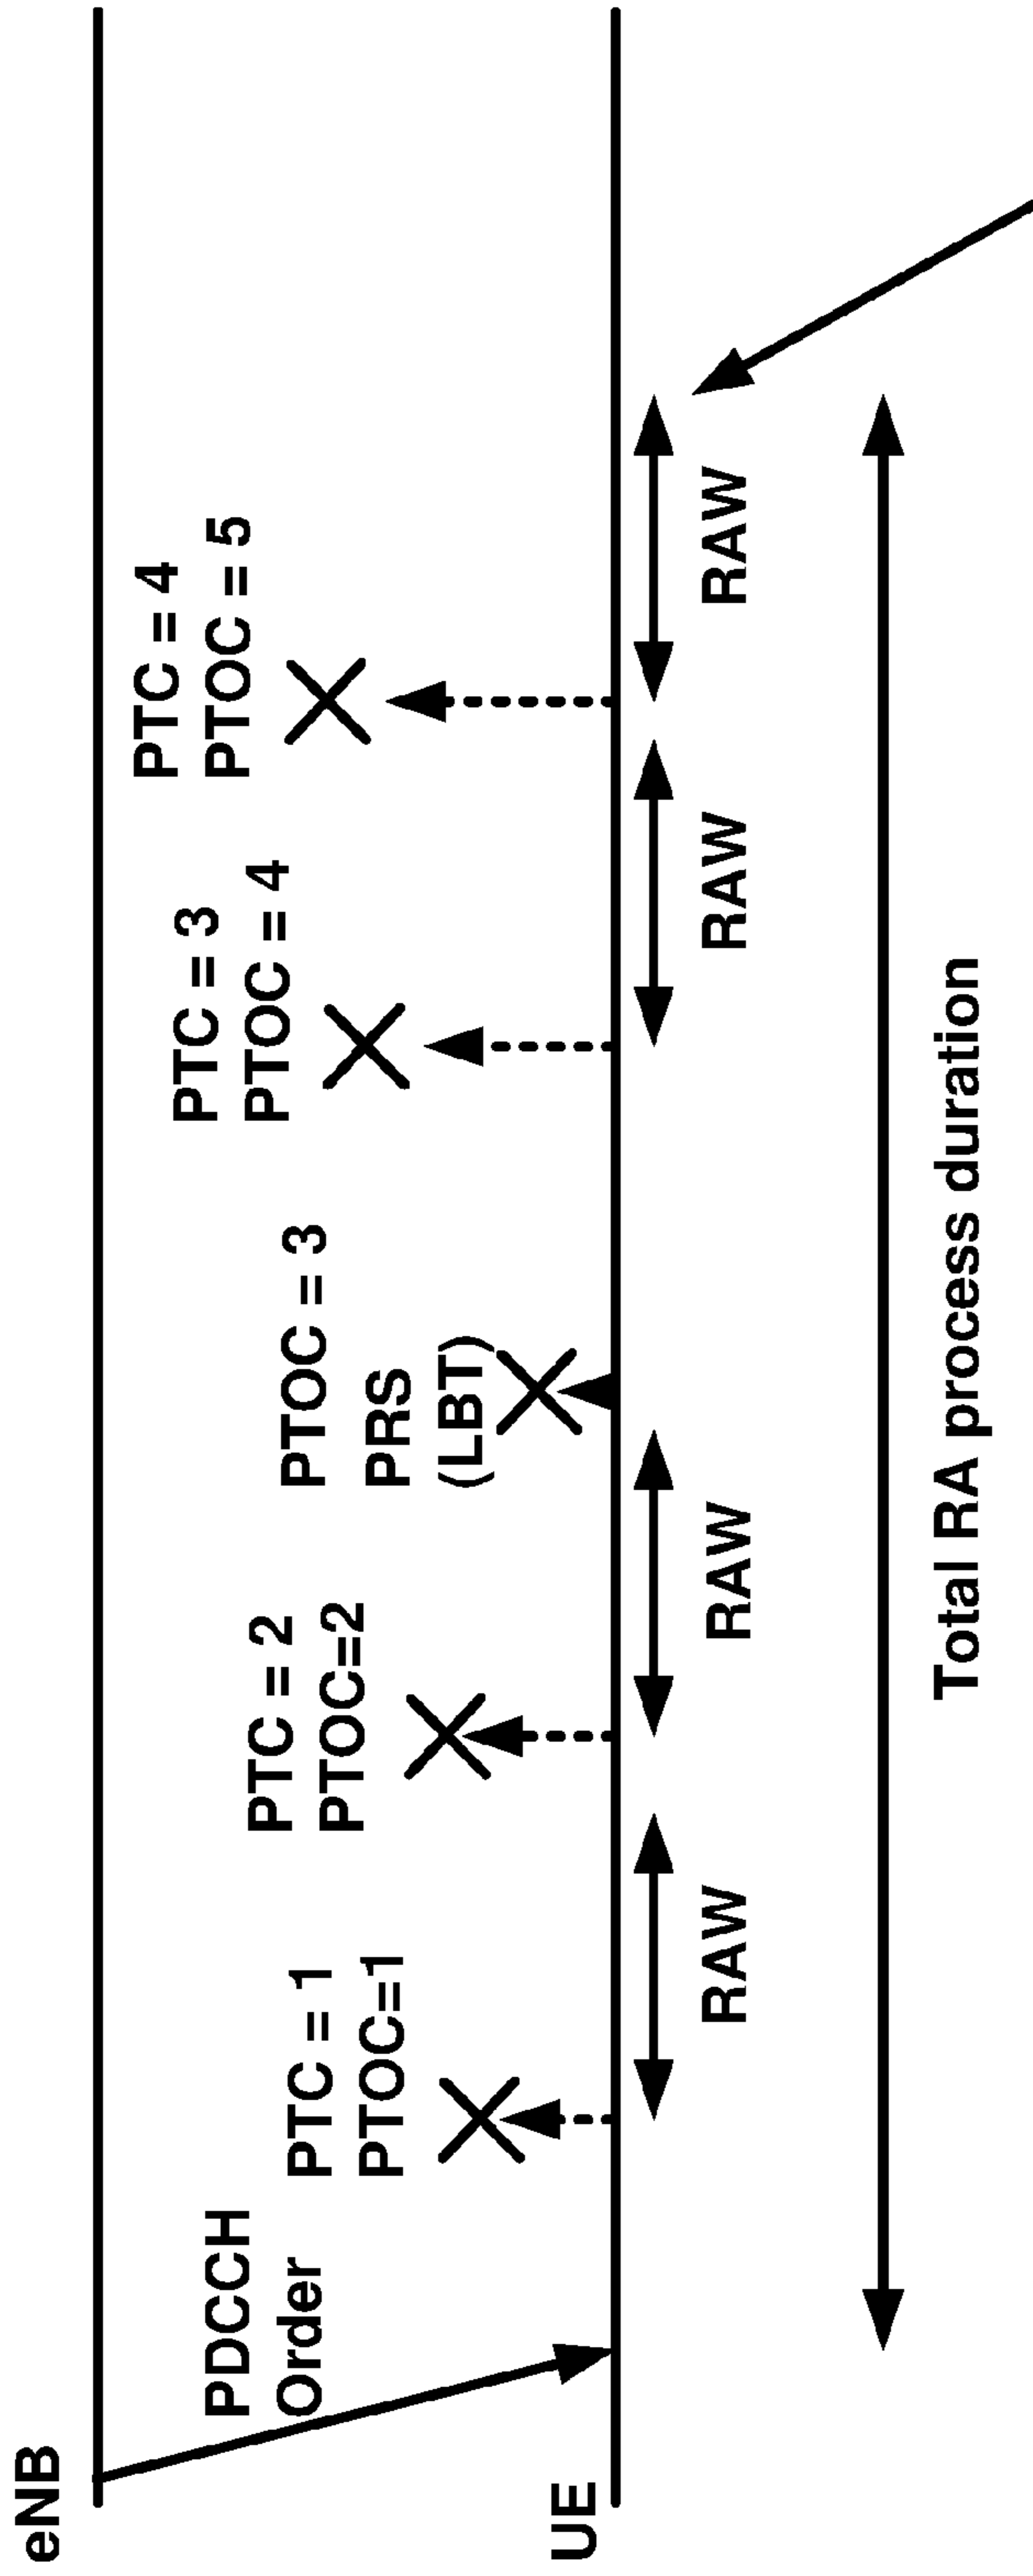 eNB
PDCCH
Order
PTC = 1
PTOC=1
PTC = 2
PTOC=2
PTOC = 3
PRS
(LBT)
PTC = 3
PTOC = 4
PTC = 4
PTOC = 5
UE
RAW
RAW
RAW
RAW
Total RA process duration